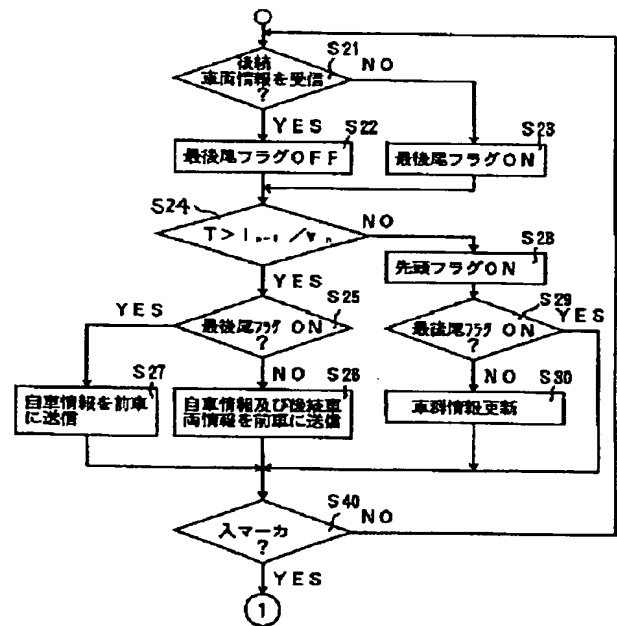 S21
後続
車両情報を受信
?
NO
YES
S22
最後尾フラグOFF
S23
最後尾フラグON
S24
T>l n-1 /v n
NO
YES
S28
先頭フラグON
S25
最後尾フラグ ON
?
YES
NO
S29
最後尾フラグ ON
?
YES
NO
S27
自車情報を前車
に送信
S26
自車情報及び後続車
両情報を前車に送信
S30
車群情報更新
S40
入マーカ
?
NO
YES
1